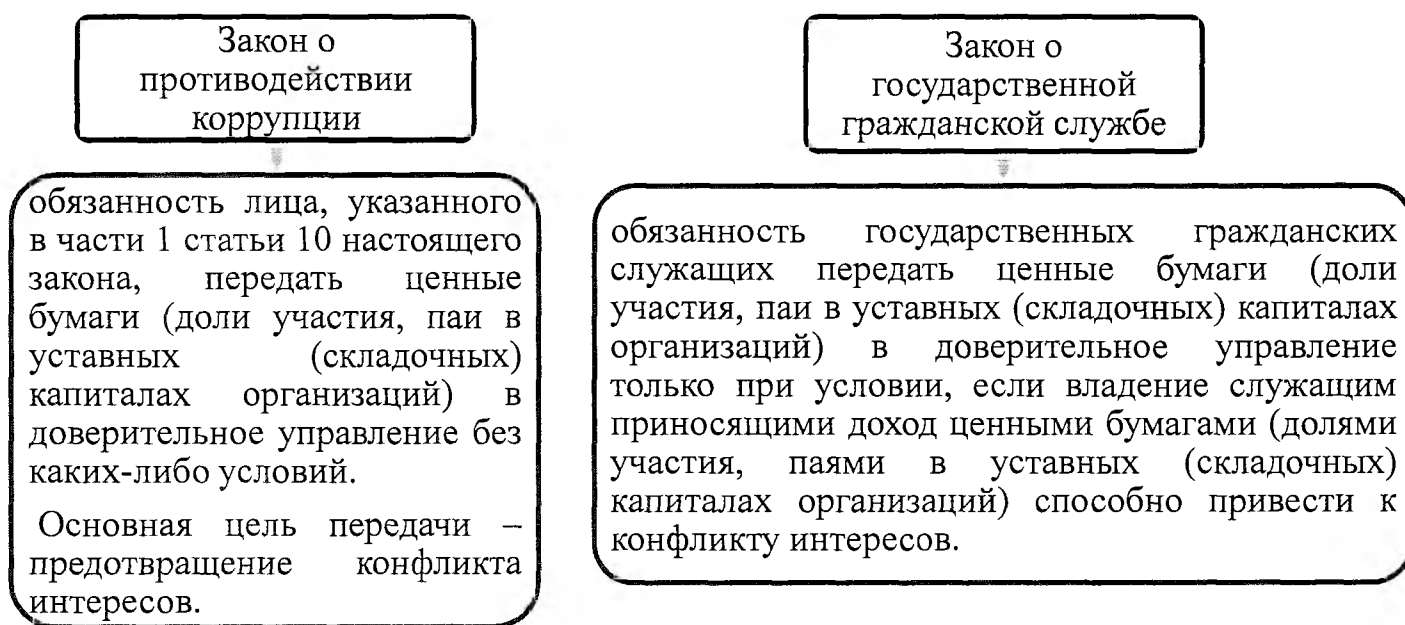 Закон о
противодействии
коррупции
обязанность лица, указанного
в части 1 статьи 10 настоящего
закона, передать ценные
бумаги (доли участия, паи в
уставных (складочных)
капиталах организаций) в
доверительное управление без
каких-либо условий.
Основная цель передачи –
предотвращение конфликта
интересов.
Закон о
государственной
гражданской службе
обязанность государственных гражданских
служащих передать ценные бумаги (доли
участия, паи в уставных (складочных) капиталах
организаций) в доверительное управление
только при условии, если владение служащим
приносящими доход ценными бумагами (долями
участия, паями в уставных (складочных)
капиталах организаций) способно привести к
конфликту интересов.